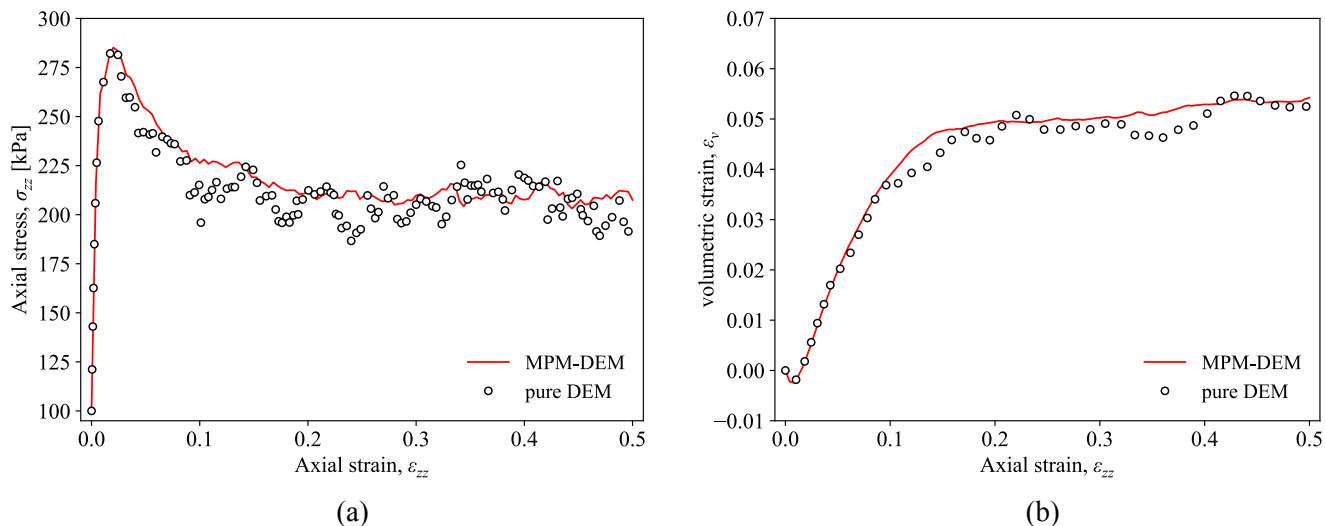 300
275
250
225
200
175
150
125
100
Axial stress, σzz [kPa]
MPM-DEM
pure DEM
0.0 0.1 0.2 0.3 0.4 0.5
Axial strain, εzz
(a)
0.07
0.06
0.05
0.04
0.03
0.02
0.01
0.00
−0.01
volumetric strain, εv
MPM-DEM
pure DEM
0.0 0.1 0.2 0.3 0.4 0.5
Axial strain, εzz
(b)